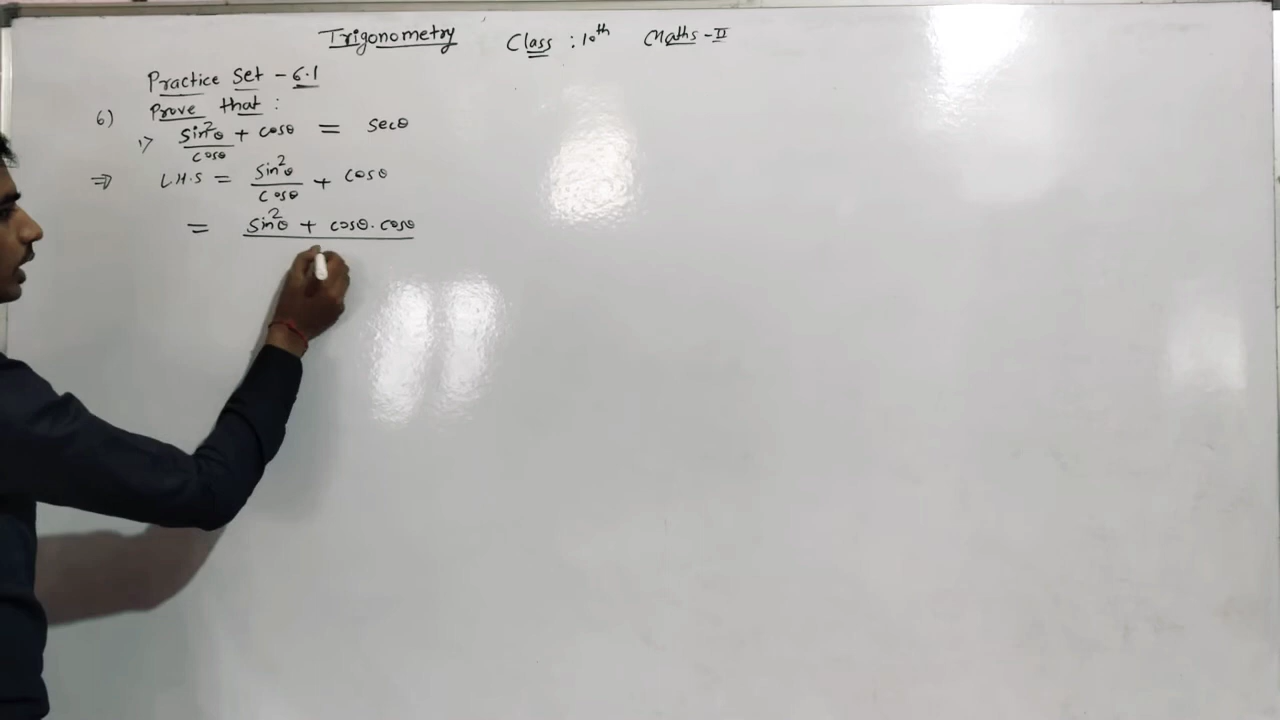 Trigonometry Class : 10th Maths-II
Practice Set - 6.1
6) Prove that :
i) sin²θ/cosθ + cosθ = secθ
⇒ L.H.S = sin²θ/cosθ + cosθ
= sin²θ + cosθ.cosθ